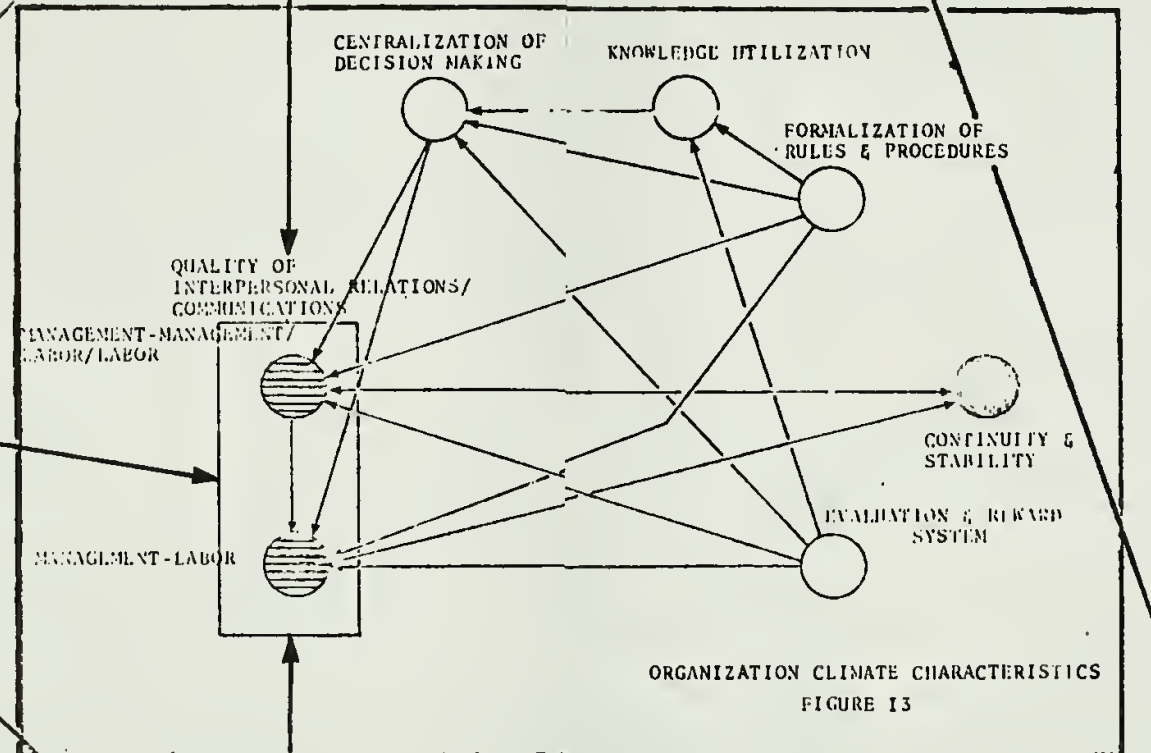 CENTRALIZATION OF
DECISION MAKING
KNOWLEDGE UTILIZATION
FORMALIZATION OF
RULES & PROCEDURES
QUALITY OF
INTERPERSONAL RELATIONS/
COMMUNICATIONS
MANAGEMENT-MANAGEMENT/
LABOR/LABOR
CONTINUITY &
STABILITY
EVALUATION & REWARD
SYSTEM
MANAGEMENT-LABOR
ORGANIZATION CLIMATE CHARACTERISTICS
FIGURE I3